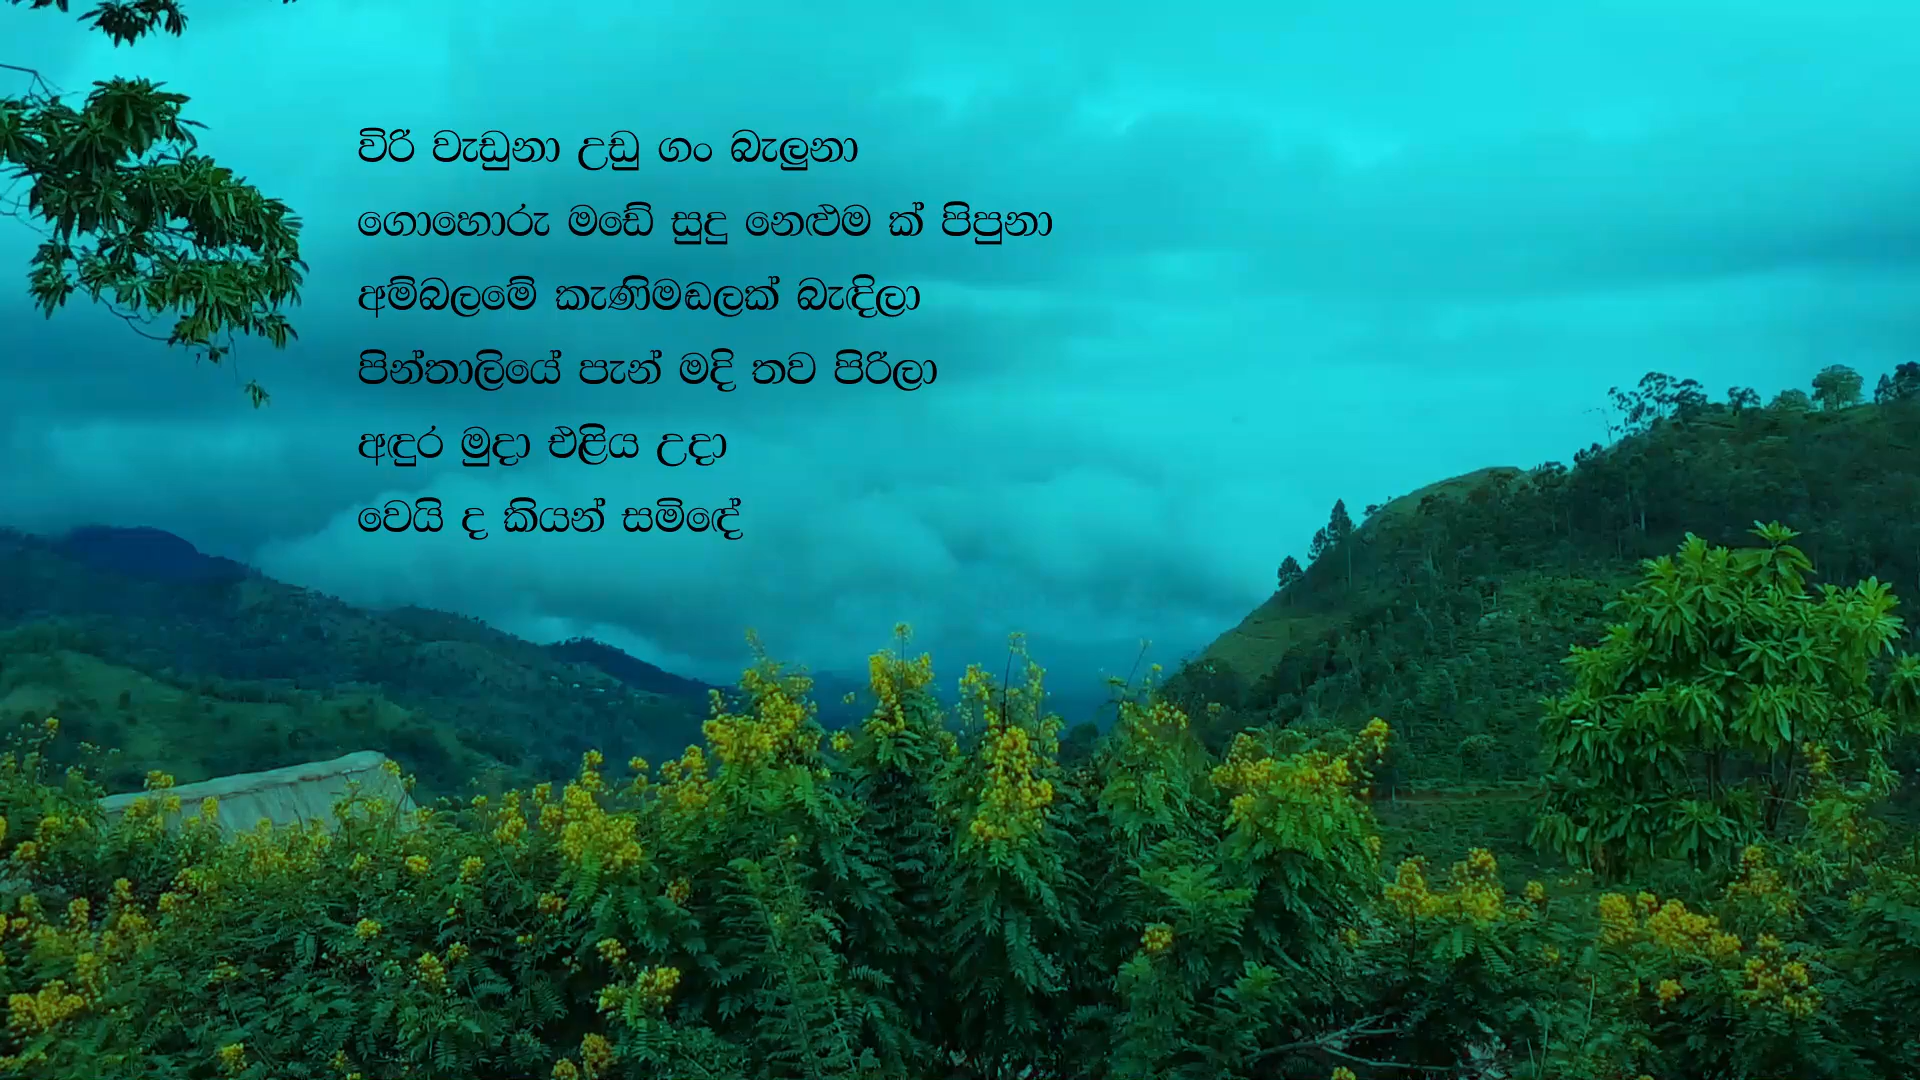 විරි වැඩුනා උඩු ගං බැලුනා
ගොහොරු මඩේ සුදු නෙළුම ක් පිපුනා
අම්බලමේ කැණිමඩලක් බැඳිලා
පින්තාලියේ පැන් මදි තව පිරිලා
අඳුර මුදා එළිය උදා
වෙයි ද කියන් සමිඳේ